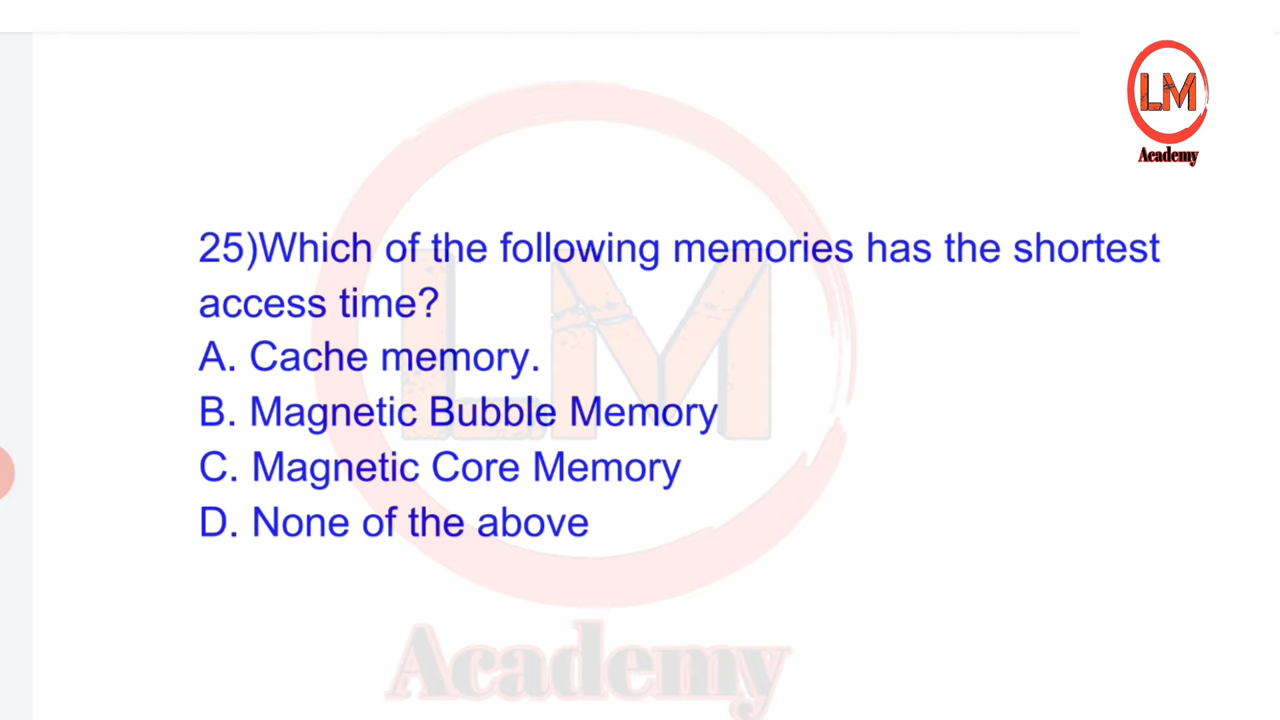 LM
Academy
25)Which of the following memories has the shortest
access time?
A. Cache memory.
B. Magnetic Bubble Memory
C. Magnetic Core Memory
D. None of the above
LM
Academy